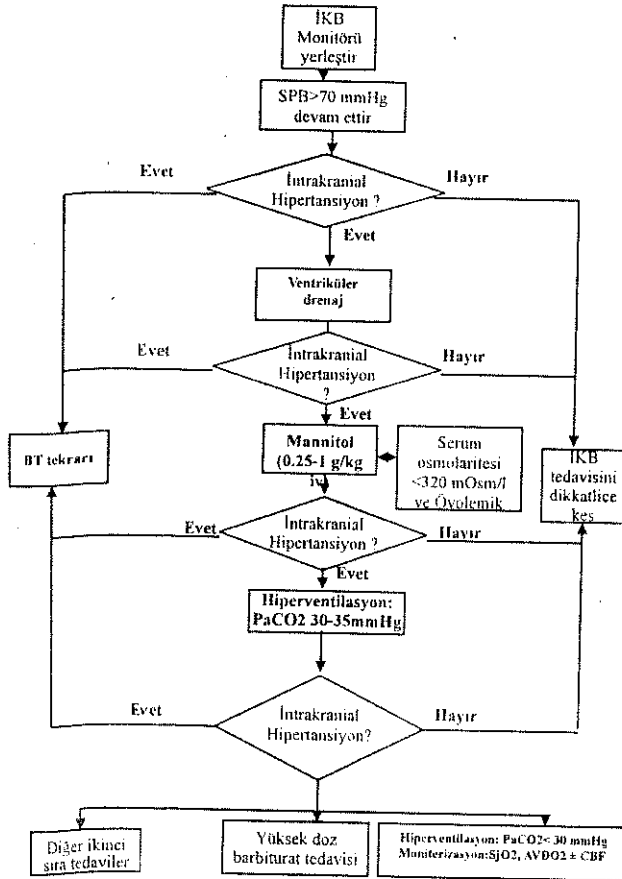 İKB
Monitörü
yerleştir
SPB>70 mmHg
devam ettir
Evet
İntrakranial
Hipertansiyon ?
Hayır
Evet
Ventriküler
drenaj
Evet
İntrakranial
Hipertansiyon
?
Hayır
Evet
BT tekrarı
Mannitol
(0.25-1 g/kg
iv)
Serum
osmolaritesi
<320 mOsm/l
ve Övolemik
İKB
tedavisini
dikkatlice
kes
Evet
İntrakranial
Hipertansiyon ?
Hayır
Evet
Hiperventilasyon:
PaCO2 30-35mmHg
Evet
İntrakranial
Hipertansiyon?
Hayır
Diğer ikinci
sıra tedaviler
Yüksek doz
barbiturat tedavisi
Hiperventilasyon: PaCO2< 30 mmHg
Moniterizasyon:SjO2, AVDO2 ± CBF